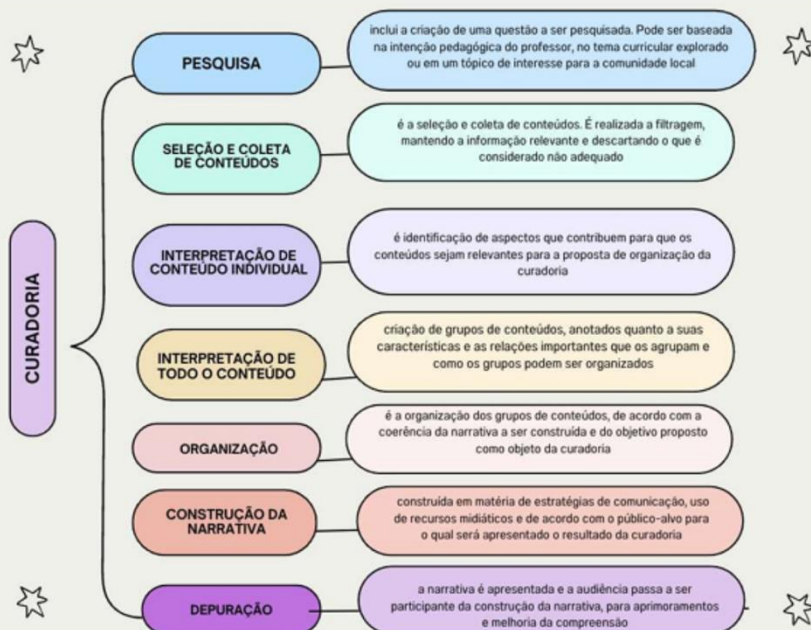 CURADORIA
PESQUISA
inclui a criação de uma questão a ser pesquisada. Pode ser baseada
na intenção pedagógica do professor, no tema curricular explorado
ou em um tópico de interesse para a comunidade local
SELEÇÃO E COLETA
DE CONTEÚDOS
é a seleção e coleta de conteúdos. É realizada a filtragem,
mantendo a informação relevante e descartando o que é
considerado não adequado
INTERPRETAÇÃO DE
CONTEÚDO INDIVIDUAL
é identificação de aspectos que contribuem para que os
conteúdos sejam relevantes para a proposta de organização da
curadoria
INTERPRETAÇÃO DE
TODO O CONTEÚDO
criação de grupos de conteúdos, anotados quanto a suas
características e as relações importantes que os agrupam e
como os grupos podem ser organizados
ORGANIZAÇÃO
é a organização dos grupos de conteúdos, de acordo com a
coerência da narrativa a ser construída e do objetivo proposto
como objeto da curadoria
CONSTRUÇÃO DA
NARRATIVA
construída em matéria de estratégias de comunicação, uso
de recursos midiáticos e de acordo com o público-alvo para
o qual será apresentado o resultado da curadoria
DEPURAÇÃO
a narrativa é apresentada e a audiência passa a ser
participante da construção da narrativa, para aprimoramentos
e melhoria da compreensão